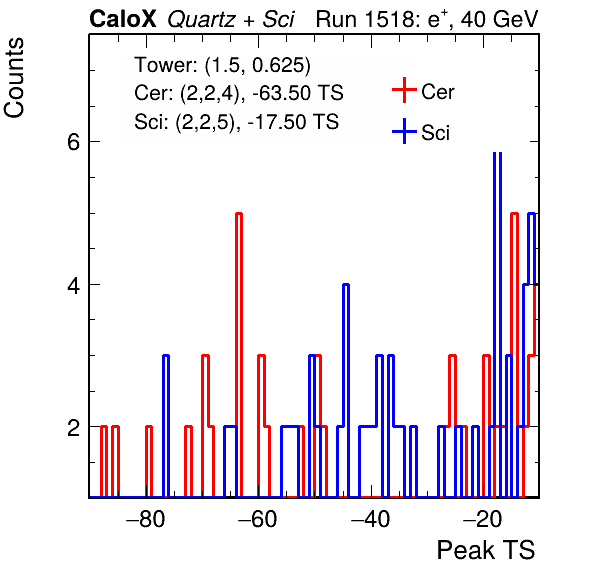 CaloX Quartz + Sci Run 1518: e+, 40 GeV
Counts
Tower: (1.5, 0.625)
Cer: (2,2,4), -63.50 TS
Sci: (2,2,5), -17.50 TS
Cer
Sci
6
4
2
−80 −60 −40 −20
Peak TS